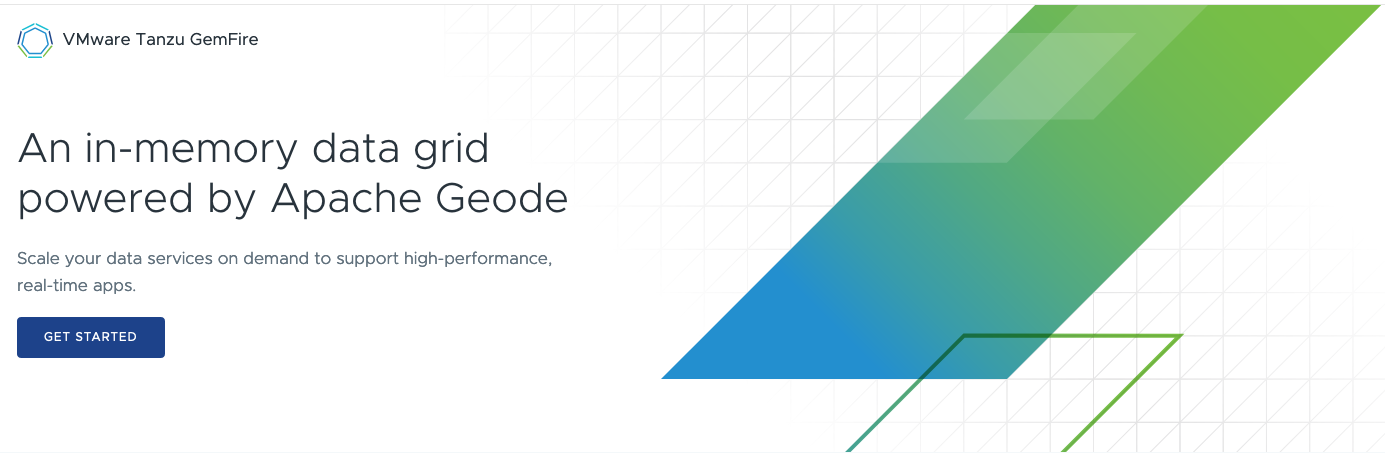 VMware Tanzu GemFire
An in-memory data grid
powered by Apache Geode
Scale your data services on demand to support high-performance,
real-time apps.
GET STARTED